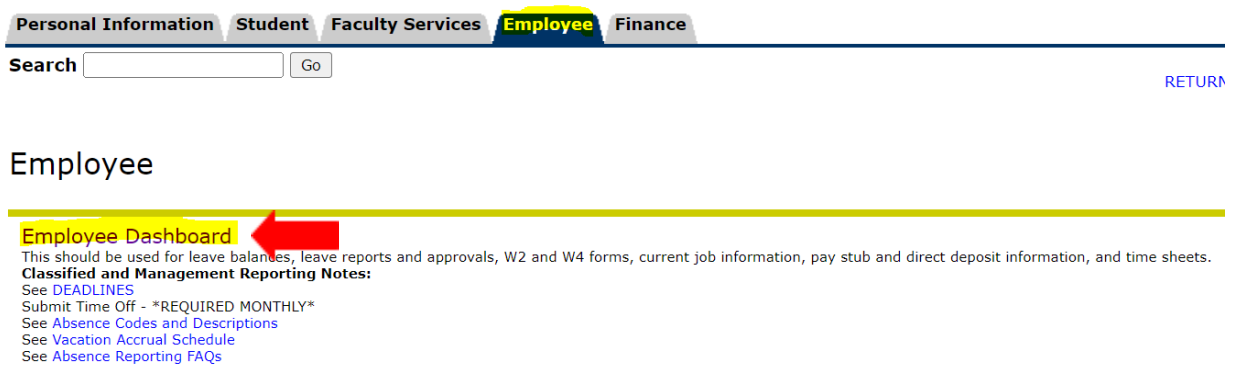 Personal Information Student Faculty Services Employee Finance
Search Go
RETURN
Employee
Employee Dashboard
This should be used for leave balances, leave reports and approvals, W2 and W4 forms, current job information, pay stub and direct deposit information, and time sheets.
Classified and Management Reporting Notes:
See DEADLINES
Submit Time Off - *REQUIRED MONTHLY*
See Absence Codes and Descriptions
See Vacation Accrual Schedule
See Absence Reporting FAQs